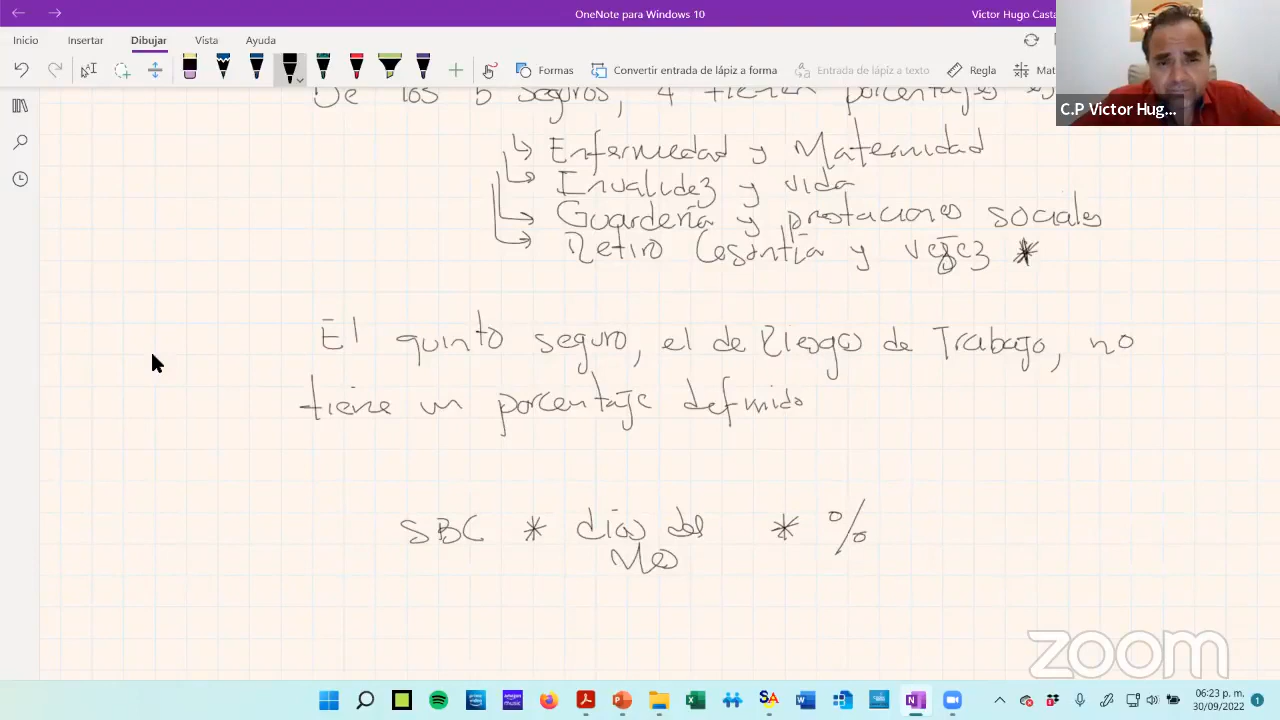 OneNote para Windows 10
Victor Hugo Casta
Inicio Insertar Dibujar Vista Ayuda
Formas Convertir entrada de lápiz a forma Entrada de lápiz a texto Regla Mat
C.P Victor Hug...
De los 5 seguros, 4 tienen porcentajes es
Enfermedad y Maternidad
Invalidez y vida
Guardería y prestaciones sociales
Retiro Cesantía y vejez *
El quinto seguro, el de Riesgo de Trabajo, no
tiene un porcentaje definido
SBC * días del * %
Mes
zoom
06:23 p. m.
30/09/2022
1